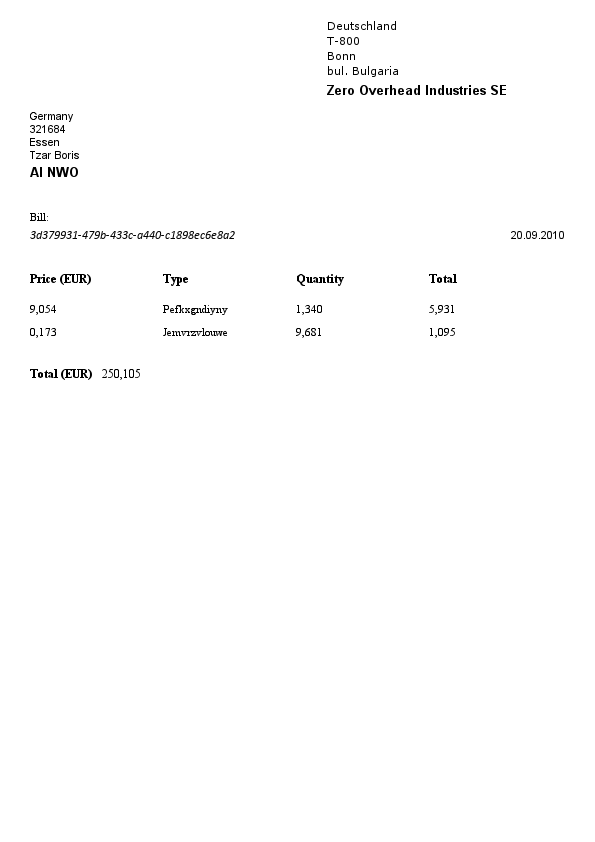 Deutschland
T-800
Bonn
bul. Bulgaria
Zero Overhead Industries SE
Germany
321684
Essen
Tzar Boris
AI NWO
Bill:
3d379931-479b-433c-a440-c1898ec6e8a2 20.09.2010
Price (EUR) Type Quantity Total
9,054 Pefkxgndiyny 1,340 5,931
0,173 Jemvrzvlouwe 9,681 1,095
Total (EUR) 250,105